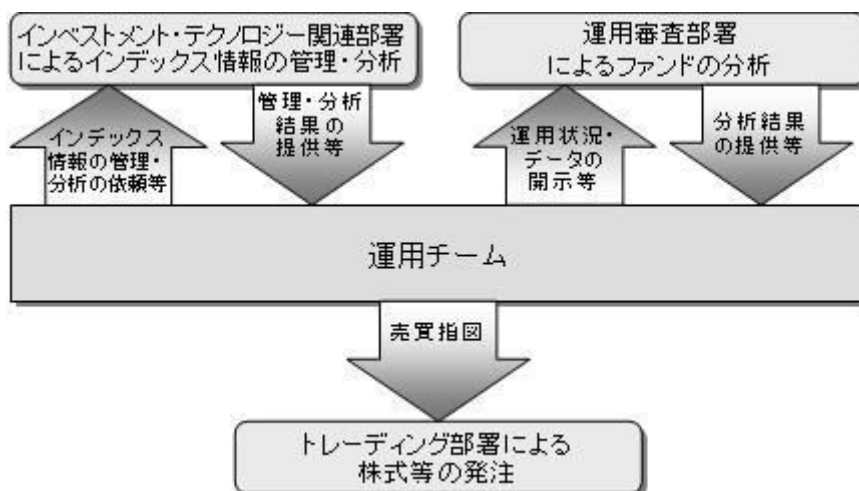 インベストメント・テクノロジー関連部署
によるインデックス情報の管理・分析
運用審査部署
によるファンドの分析
インデックス
情報の管理・
分析の依頼等
管理・分析
結果の
提供等
運用状況・
データの
開示等
分析結果
の提供等
運用チーム
売買指図
トレーディング部署による
株式等の発注